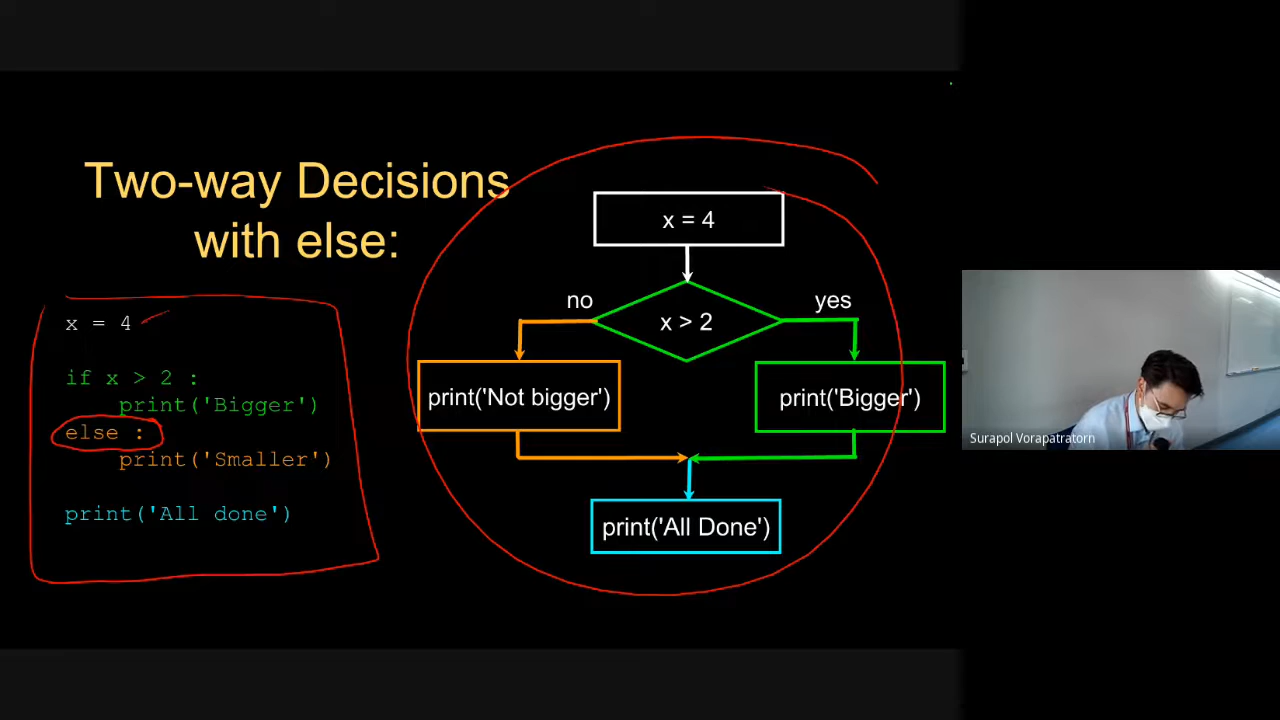 Two-way Decisions
with else:
x = 4
if x > 2 :
print('Bigger')
else :
print('Smaller')
print('All done')
x = 4
no
yes
x > 2
print('Not bigger')
print('Bigger')
print('All Done')
Surapol Vorapatratorn